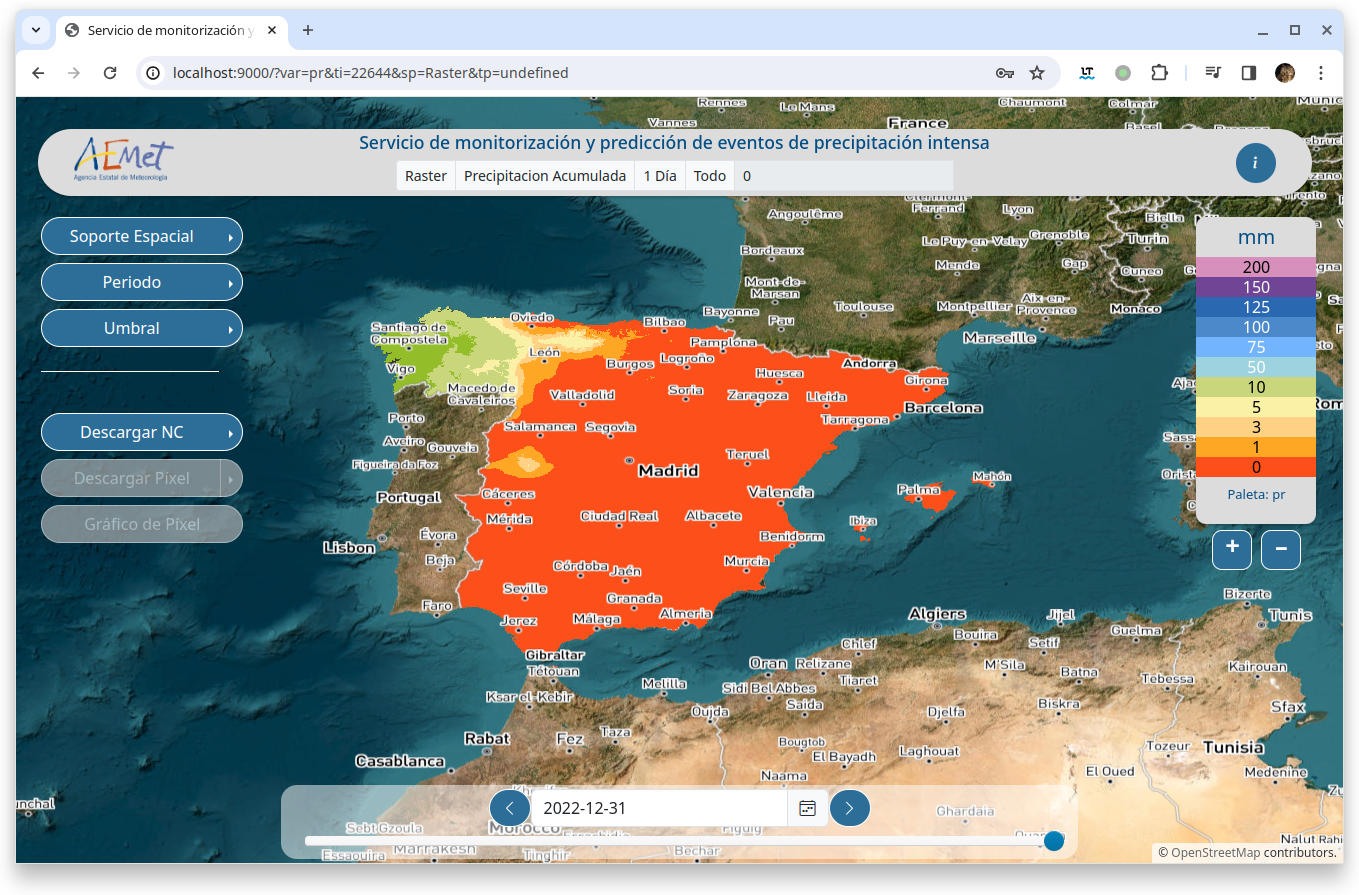 Servicio de monitorización y
localhost:9000/?var=pr&ti=22644&sp=Raster&tp=undefined
Rennes
Le Mans
Chaumont
Colmar
Vannes
France
Basel
AEMet
Agencia Estatal de Meteorología
Servicio de monitorización y predicción de eventos de precipitación intensa
Raster
Precipitacion Acumulada
1 Día
Todo
0
i
Clermont-
Ferrand
Lyon
Angoulême
Biella
Soporte Espacial
mm
Bordeaux
Le-Puy-en-Velay
Grenoble
Turin
Mende
Gap
Cuneo
200
Periodo
Mont-de-
Marsan
150
Toulouse
Montpellier
Aix-en-
Provence
Monaco
125
Bayonne
Pau
Umbral
Oviedo
Bilbao
Santiago de
Compostela
100
Marseille
Pamplona
75
León
Logroño
Burgos
Andorra
50
Vigo
Huesca
Girona
Macedo de
Cavaleiros
Soria
Valladolid
Zaragoza
Lleida
10
Barcelona
5
Porto
Tarragona
Salamanca
Segovia
3
Descargar NC
Aveiro
Gouveia
1
Teruel
Figueira da Foz
0
Madrid
Descargar Píxel
Mahón
Portugal
Cáceres
Valencia
Palma
Paleta: pr
Gráfico de Píxel
Mérida
Ciudad Real
Albacete
Ibiza
Évora
Benidorm
Lisbon
+
−
Beja
Córdoba
Jaén
Murcia
Seville
Granada
Bizerte
Faro
Almeria
Algiers
Jijel
Tunis
Jerez
Málaga
Bouira
Setif
Guelma
Gibraltar
Chlef
Tétouan
Oran
Relizane
M'Sila
Batna
Kairouan
Melilla
Sidi Bel Abbes
Tiaret
Tebessa
Ksar el-Kebir
Saida
Biskra
Oujda
Djelfa
Sfax
Rabat
Fez
Taza
Bougtob
Laghouat
Tozeur
Tunisia
Casablanca
El Bayadh
Naama
El Oued
Medenine
2022-12-31
Ghardaia
Sebt Gzoula
Morocco
Figuig
Nalut
Essaouira
Marrakesh
Tinghir
Bechar
© OpenStreetMap contributors.